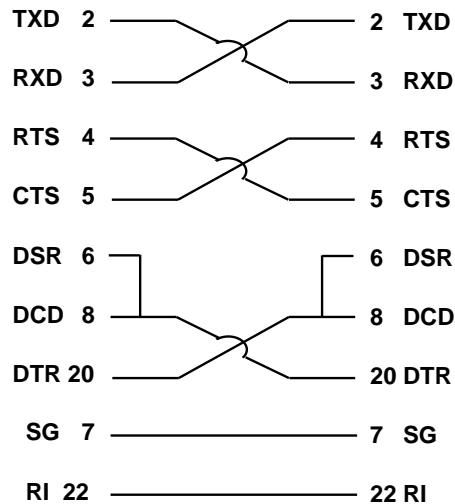 TXD 2 2 TXD
RXD 3 3 RXD
RTS 4 4 RTS
CTS 5 5 CTS
DSR 6 6 DSR
DCD 8 8 DCD
DTR 20 20 DTR
SG 7 7 SG
RI 22 22 RI